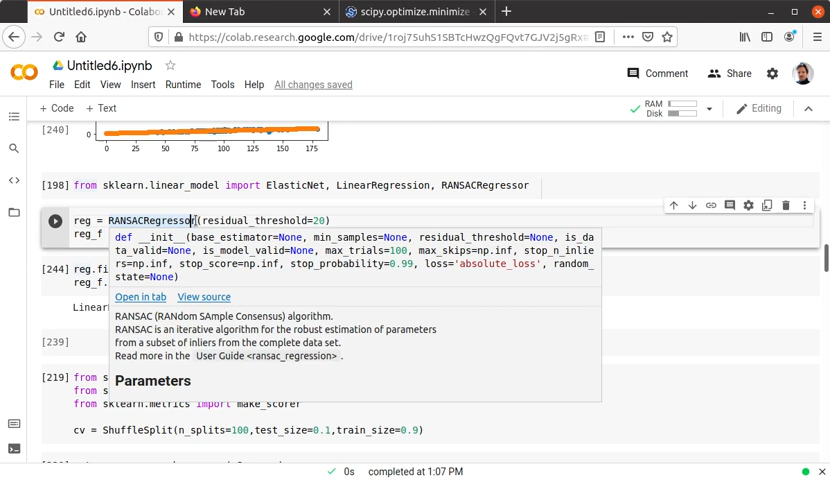 Untitled6.ipynb - Colabo
New Tab
scipy.optimize.minimize -
https://colab.research.google.com/drive/1roj75uhS1SBTcHwzQgFQvt7GJV2j5gRx
CO
Untitled6.ipynb
Comment
Share
File Edit View Insert Runtime Tools Help All changes saved
+ Code + Text
RAM
Disk
Editing
[240]
0
0 25 50 75 100 125 150 175
[198] from sklearn.linear_model import ElasticNet, LinearRegression, RANSACRegressor
reg = RANSACRegressor(residual_threshold=20)
reg_f
def __init__(base_estimator=None, min_samples=None, residual_threshold=None, is_da
ta_valid=None, is_model_valid=None, max_trials=100, max_skips=np.inf, stop_n_inlie
rs=np.inf, stop_score=np.inf, stop_probability=0.99, loss='absolute_loss', random_
state=None)
[244] reg.fi
reg_f.
Open in tab View source
Linear
RANSAC (RANdom SAmple Consensus) algorithm.
RANSAC is an iterative algorithm for the robust estimation of parameters
from a subset of inliers from the complete data set.
Read more in the User Guide <ransac_regression> .
[239]
Parameters
[219] from s
from s
from sklearn.metrics import make_scorer
cv = ShuffleSplit(n_splits=100,test_size=0.1,train_size=0.9)
0s completed at 1:07 PM